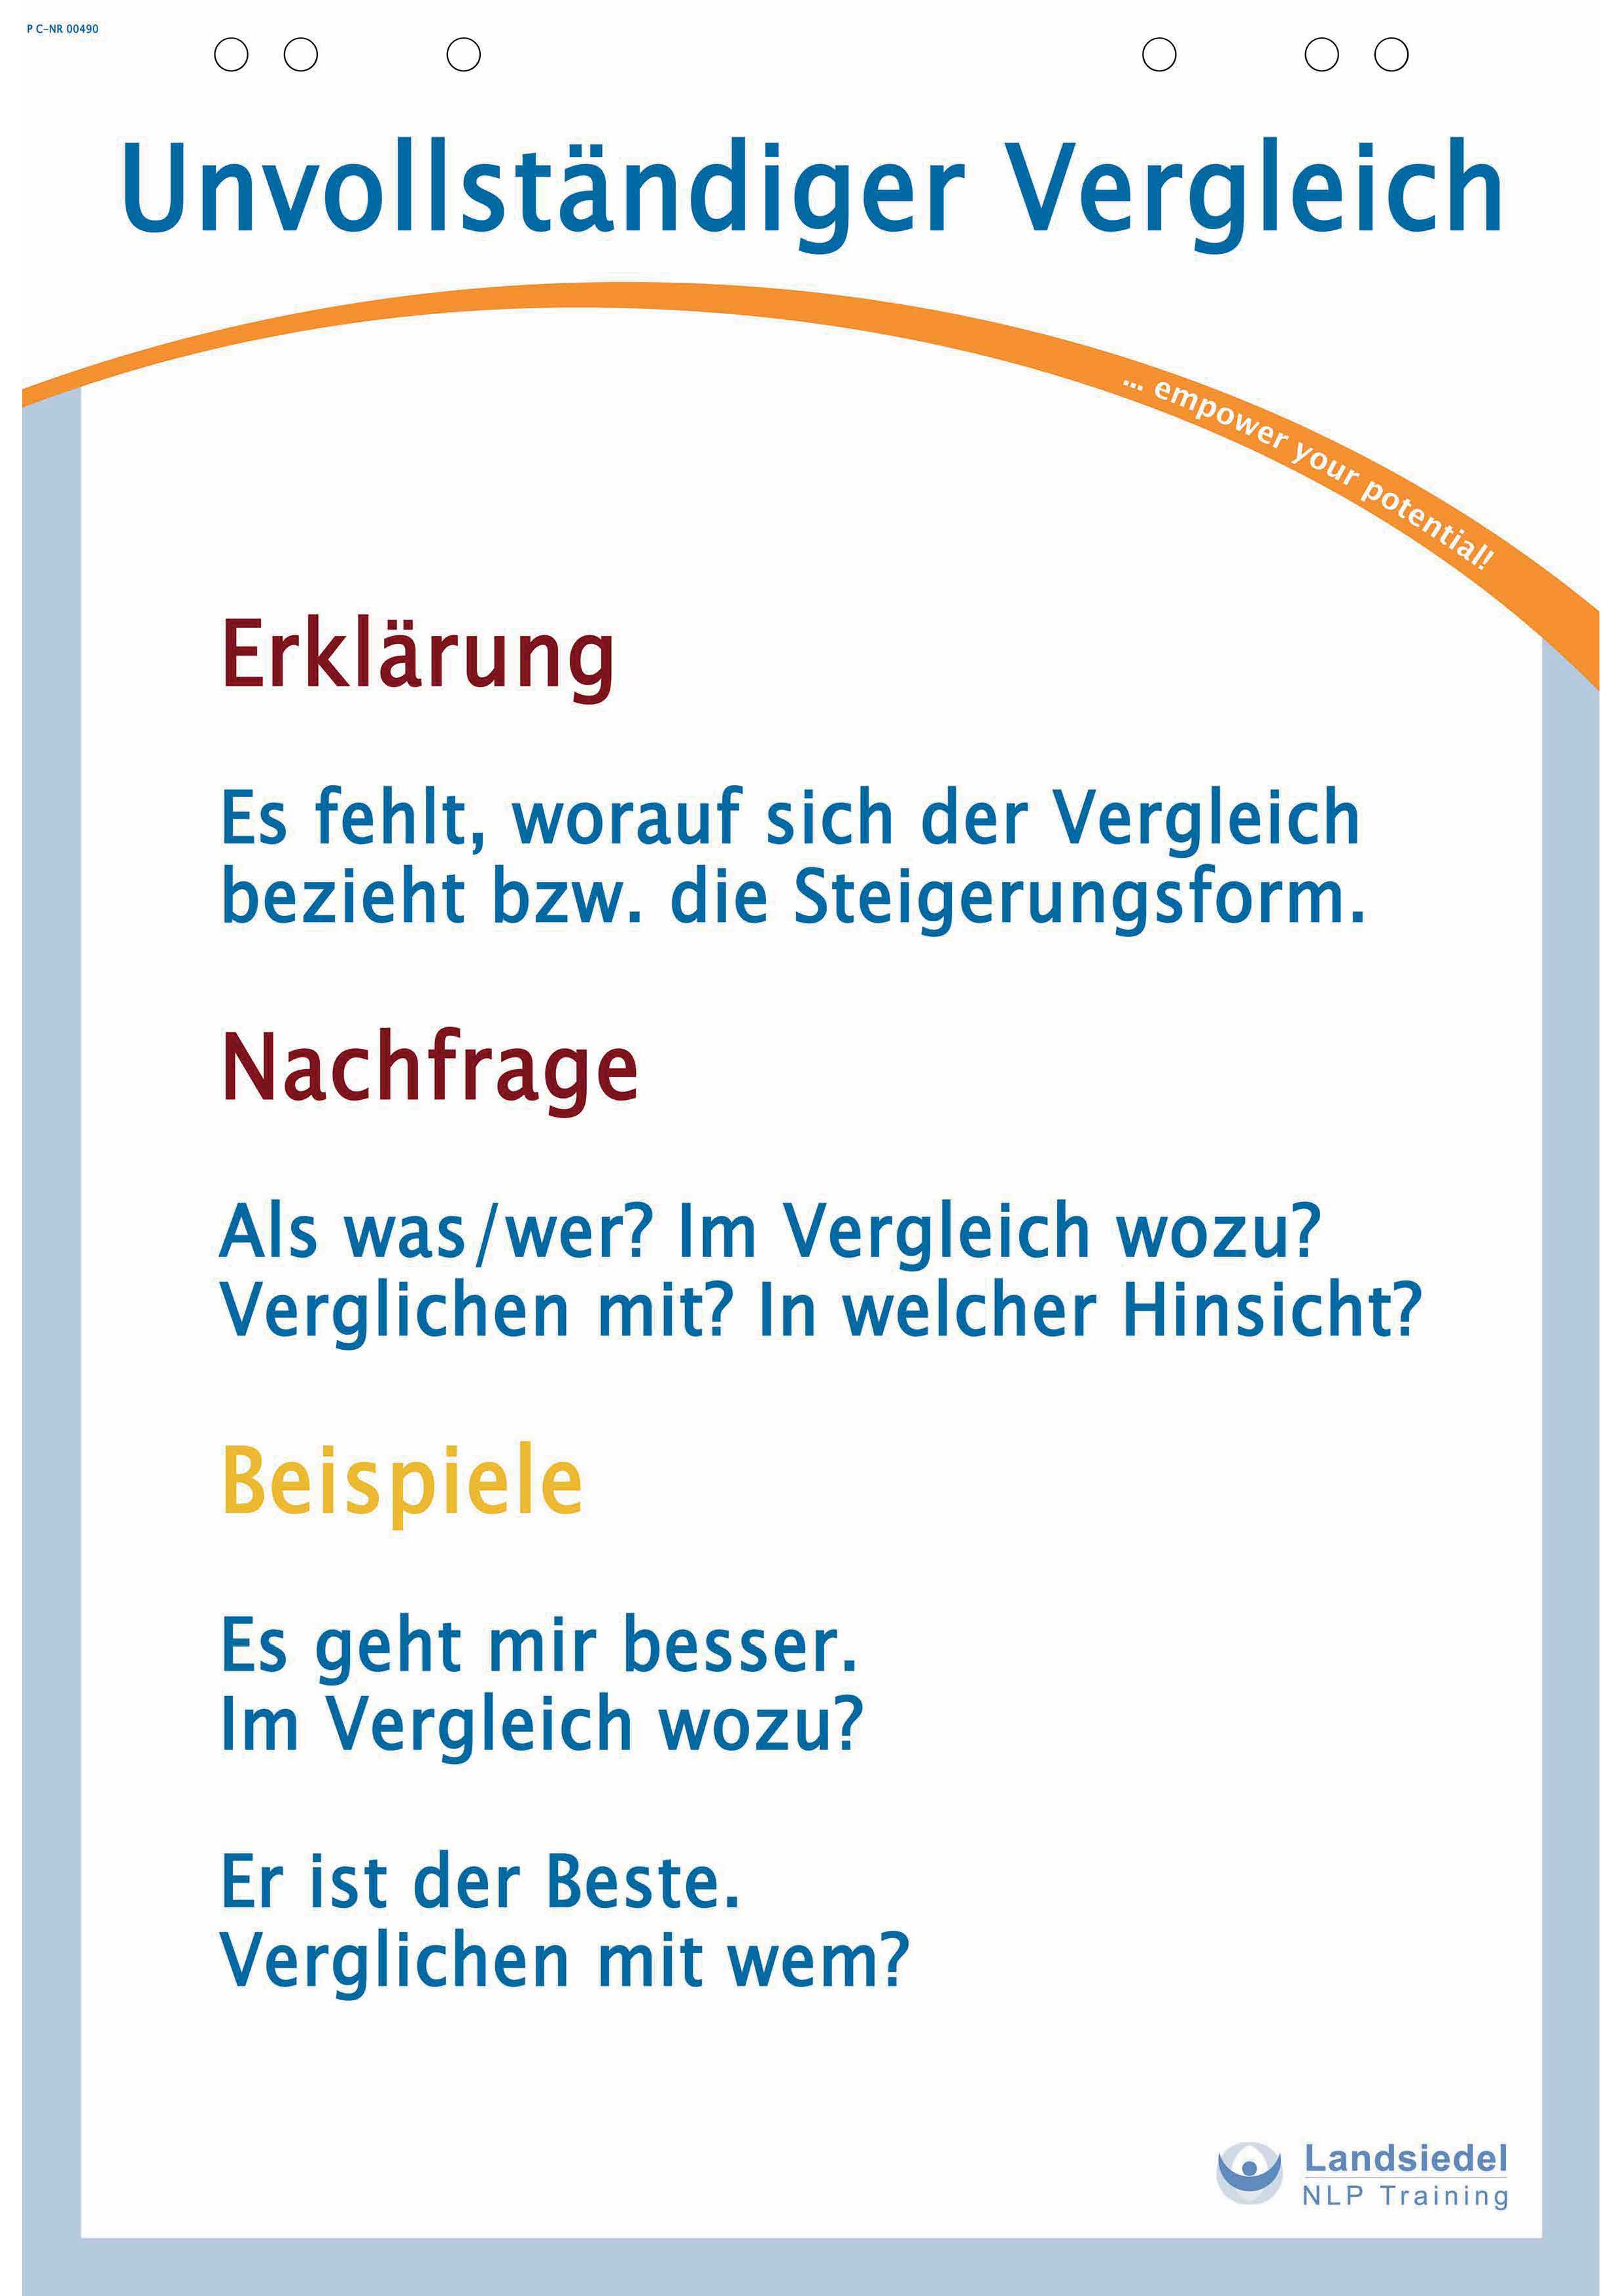 P C-NR 00490
Unvollständiger Vergleich
... empower your potential!
Erklärung
Es fehlt, worauf sich der Vergleich
bezieht bzw. die Steigerungsform.
Nachfrage
Als was/wer? Im Vergleich wozu?
Verglichen mit? In welcher Hinsicht?
Beispiele
Es geht mir besser.
Im Vergleich wozu?
Er ist der Beste.
Verglichen mit wem?
Landsiedel
NLP Training